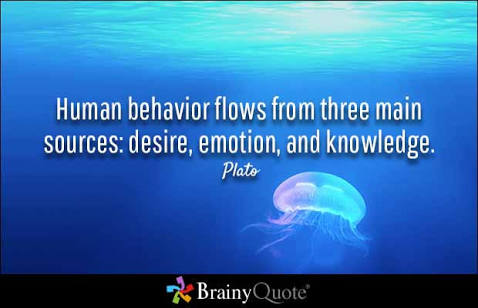 Human behavior flows from three main
sources: desire, emotion, and knowledge.
Plato
BrainyQuote®